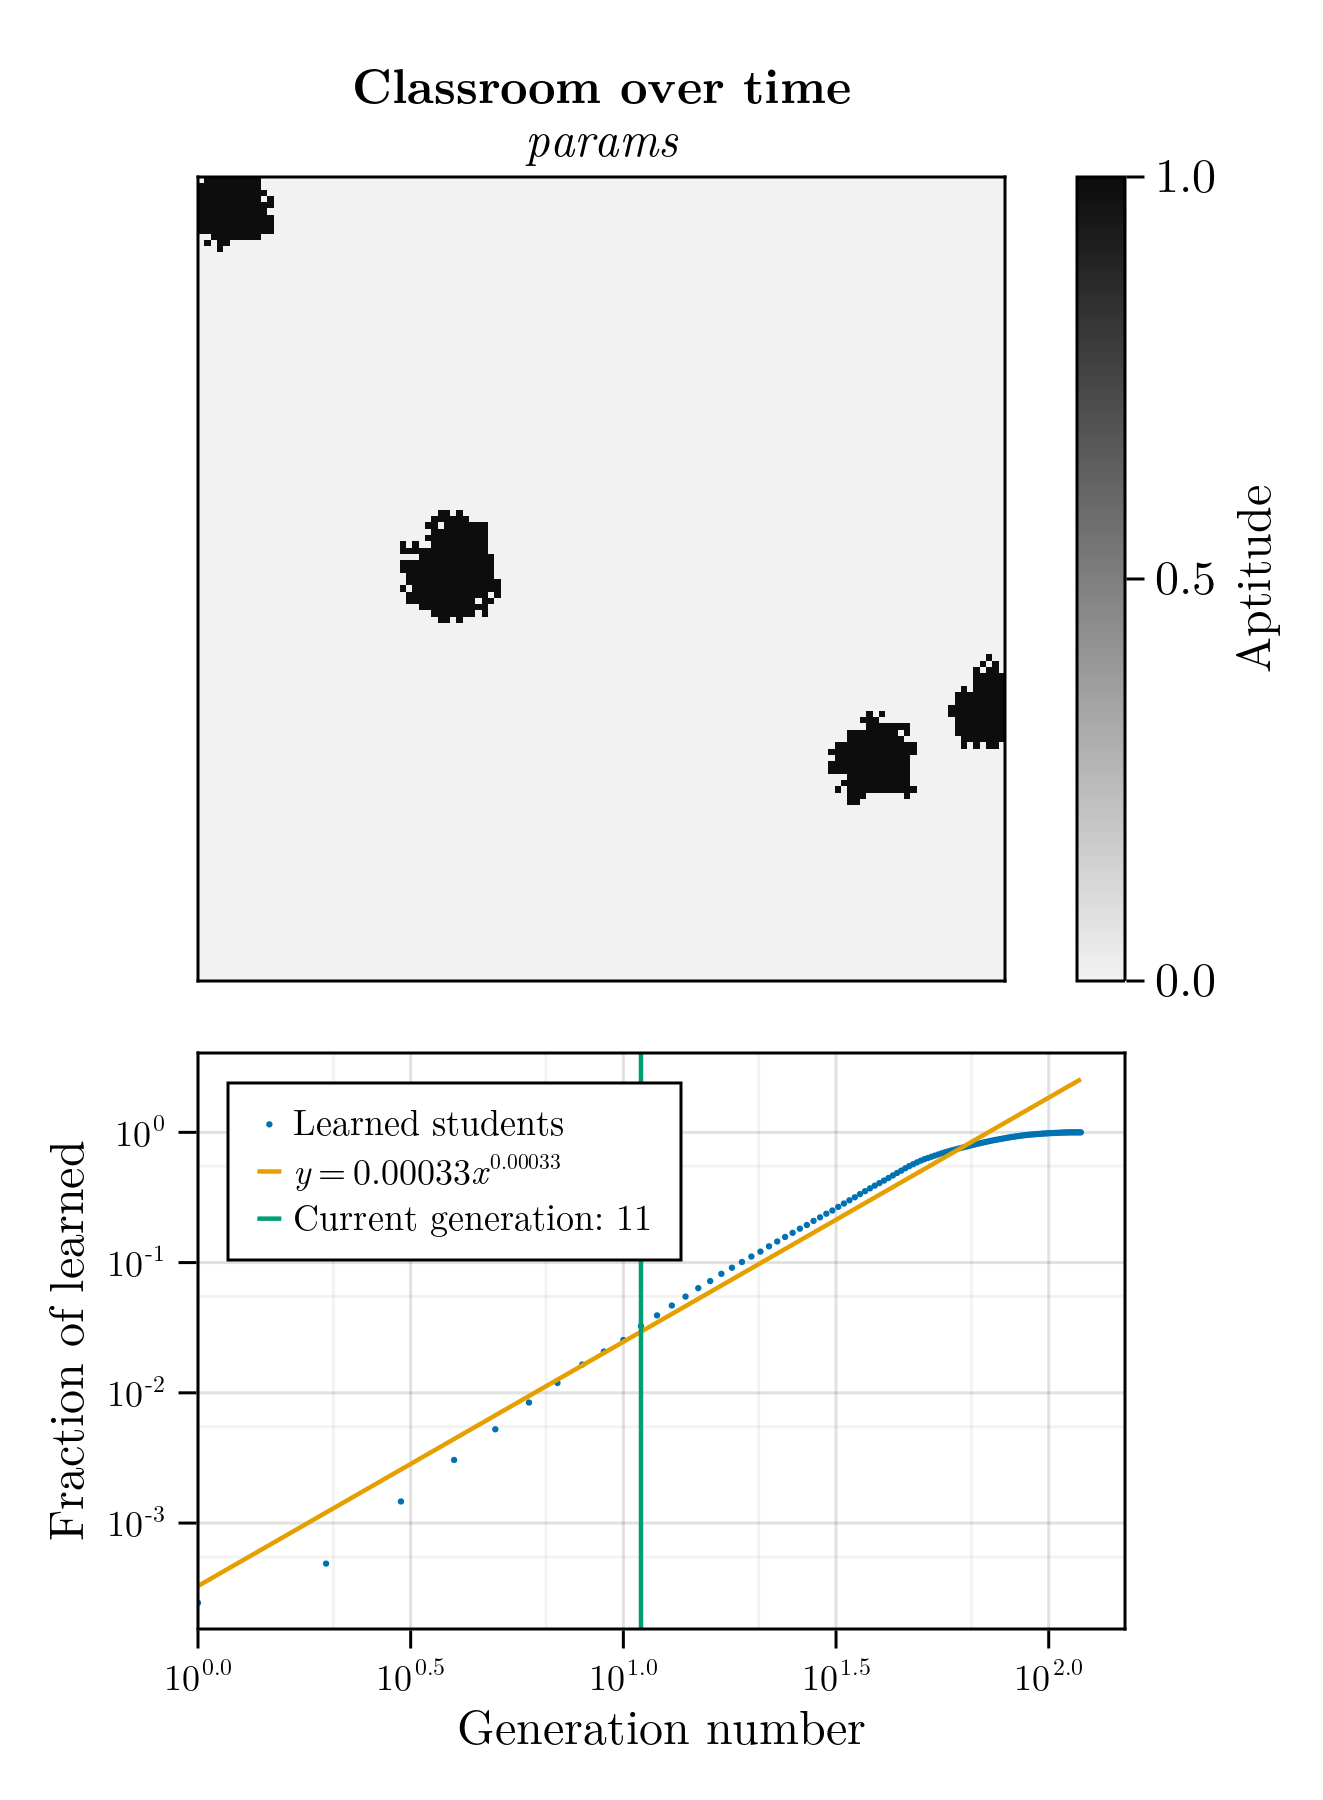 Classroom over time
params
1.0
0.5
0.0
Aptitude
Learned students
y = 0.00033x^0.00033
Current generation: 11
10^0
10^-1
10^-2
10^-3
Fraction of learned
10^0.0 10^0.5 10^1.0 10^1.5 10^2.0
Generation number